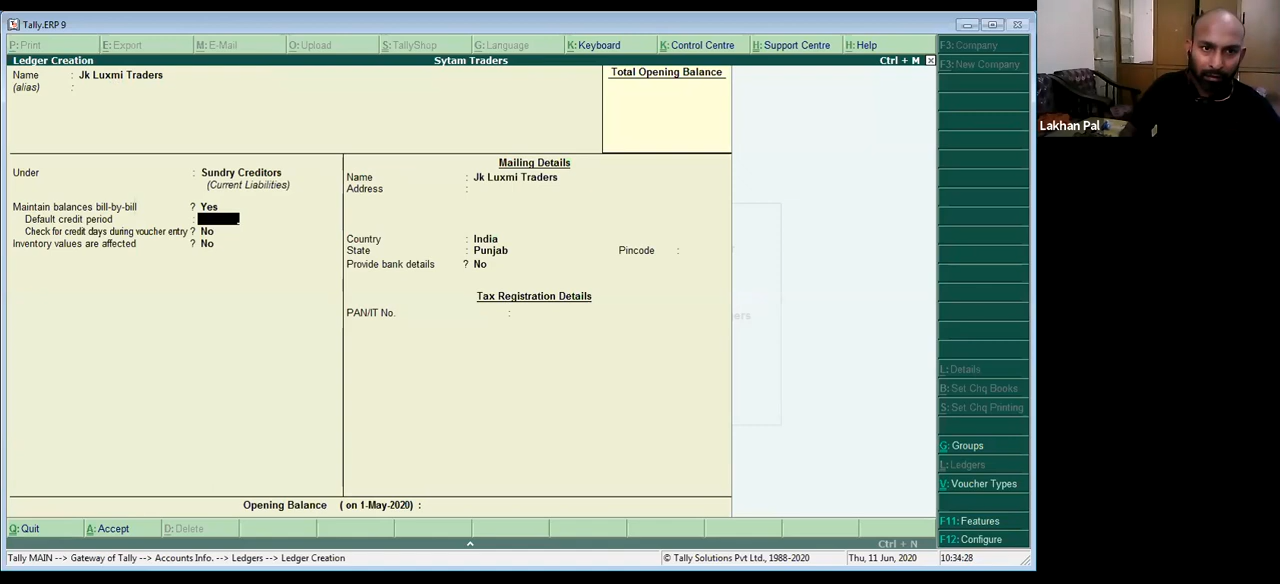 Tally.ERP 9
P: Print E: Export M: E-Mail O: Upload S: TallyShop G: Language K: Keyboard K: Control Centre H: Support Centre H: Help
F3: Company
Ledger Creation Sytam Traders Ctrl + M
F3: New Company
Name : Jk Luxmi Traders
(alias) :
Total Opening Balance
Lakhan Pal
Under : Sundry Creditors
(Current Liabilities)
Maintain balances bill-by-bill ? Yes
Default credit period :
Check for credit days during voucher entry ? No
Inventory values are affected ? No
Mailing Details
Name : Jk Luxmi Traders
Address :
Country : India
State : Punjab Pincode :
Provide bank details ? No
Tax Registration Details
PAN/IT No. :
ers
L: Details
B: Set Chq Books
S: Set Chq Printing
G: Groups
L: Ledgers
V: Voucher Types
F11: Features
F12: Configure
Opening Balance ( on 1-May-2020) :
Q: Quit A: Accept D: Delete
Ctrl + N
Tally MAIN --> Gateway of Tally --> Accounts Info. --> Ledgers --> Ledger Creation © Tally Solutions Pvt Ltd., 1988-2020 Thu, 11 Jun, 2020 10:34:28